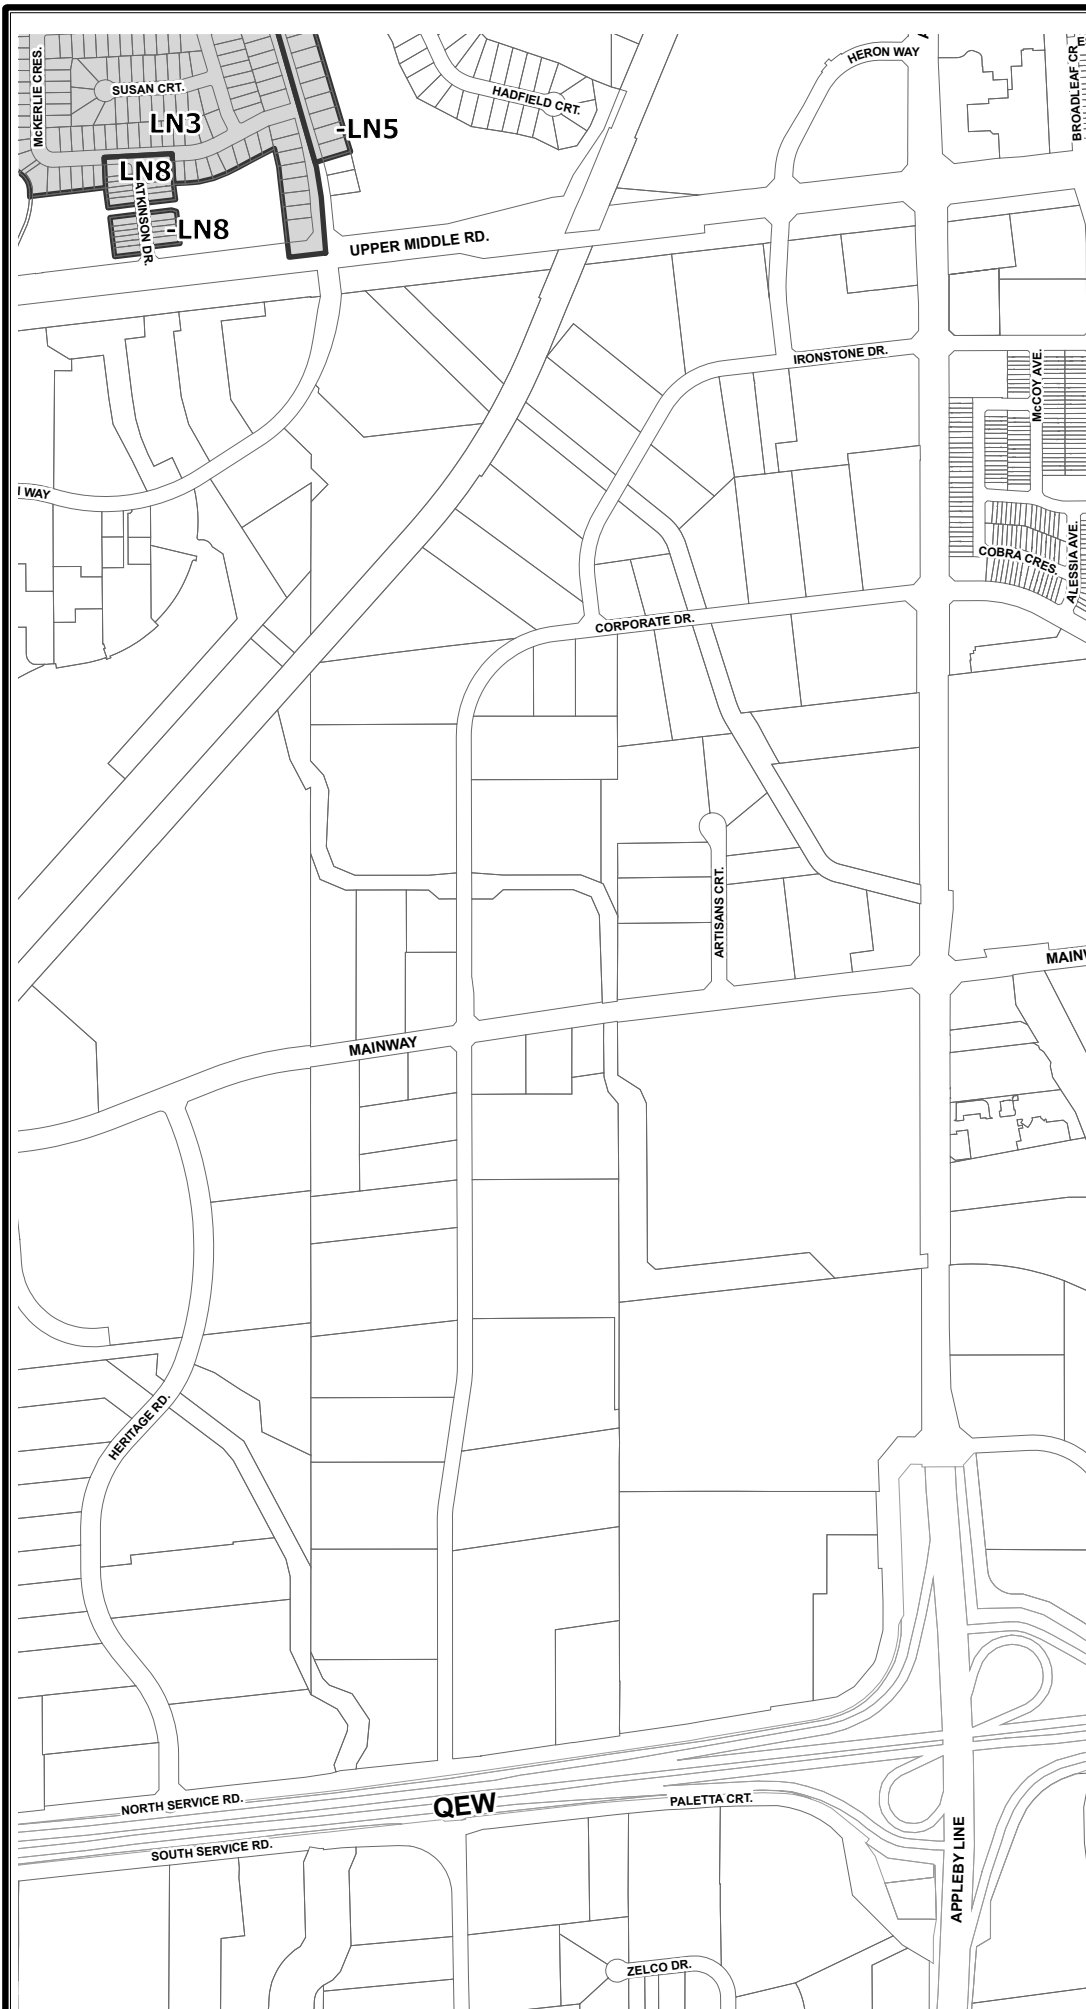 McKERLIE CRES.
SUSAN CRT.
LN3
-LN5
LN8
ATKINSON DR.
-LN8
HADFIELD CRT.
HERON WAY
BROADLEAF CR
UPPER MIDDLE RD.
IRONSTONE DR.
McCOY AVE.
WAY
COBRA CRES.
ALESSIA AVE.
CORPORATE DR.
ARTISANS CRT.
MAINW
MAINWAY
HERITAGE RD.
NORTH SERVICE RD.
QEW
PALETTA CRT.
SOUTH SERVICE RD.
APPLEBY LINE
ZELCO DR.